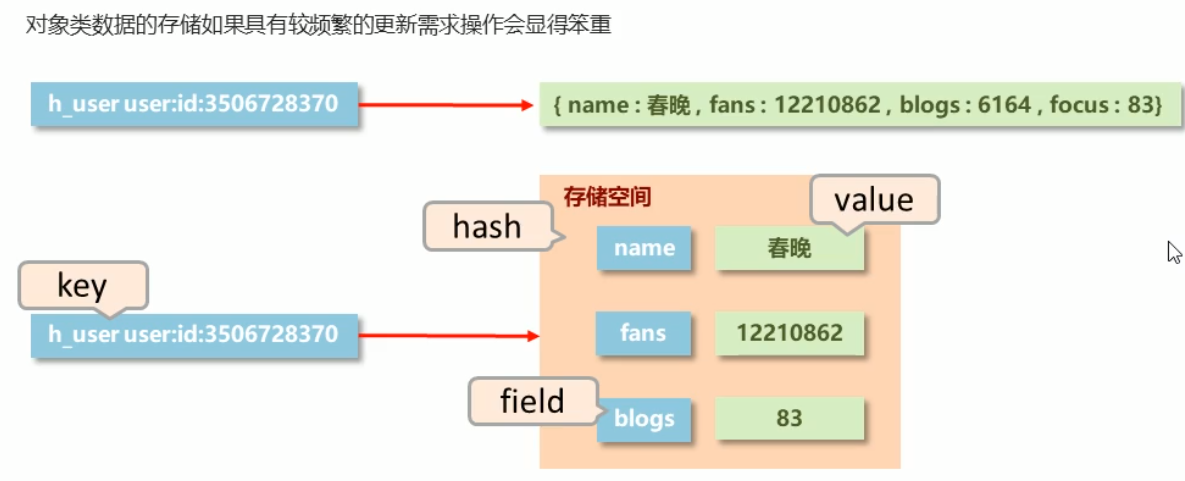 对象类数据的存储如果具有较频繁的更新需求操作会显得笨重
h_user user:id:3506728370
{ name : 春晚 , fans : 12210862 , blogs : 6164 , focus : 83}
存储空间
value
hash
name
春晚
key
h_user user:id:3506728370
fans
12210862
field
blogs
83